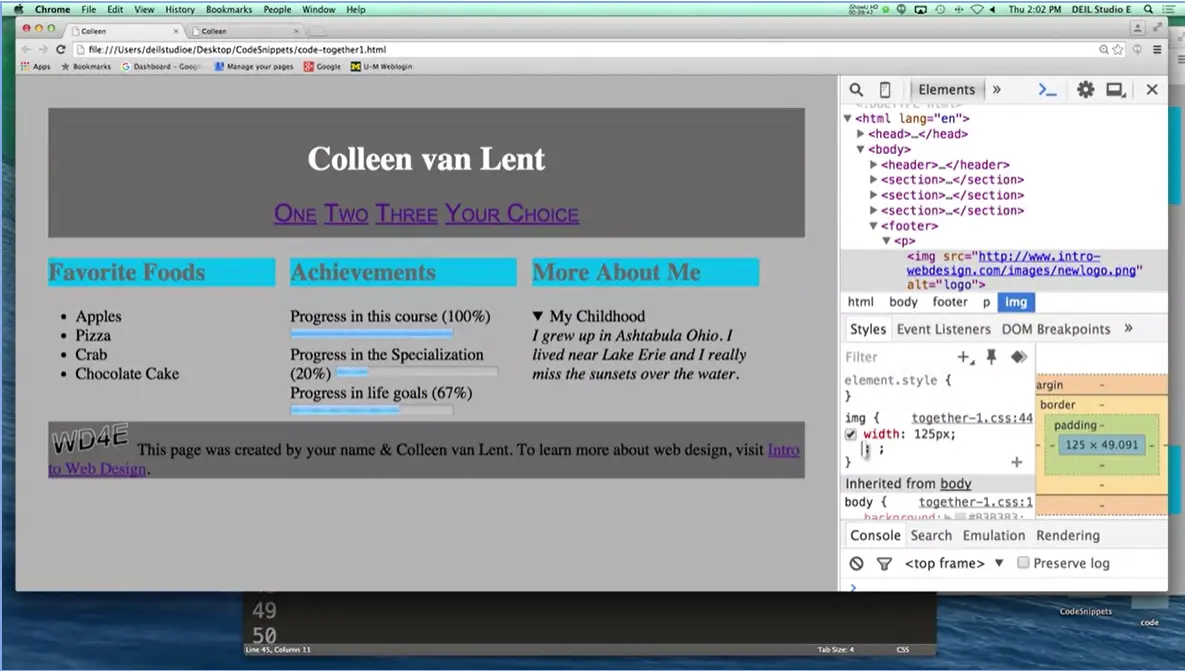 Chrome File Edit View History Bookmarks People Window Help Thu 2:02 PM DEIL Studio E
Colleen Colleen
file:///Users/deilstudioe/Desktop/CodeSnippets/code-together1.html
Apps Bookmarks Dashboard - Goog Manage your pages Google U-M Weblogin
Colleen van Lent
One Two Three Your Choice
Favorite Foods
Apples
Pizza
Crab
Chocolate Cake
Achievements
Progress in this course (100%)
Progress in the Specialization
(20%)
Progress in life goals (67%)
More About Me
▼ My Childhood
I grew up in Ashtabula Ohio. I
lived near Lake Erie and I really
miss the sunsets over the water.
WD4E This page was created by your name & Colleen van Lent. To learn more about web design, visit Intro
to Web Design.
Elements »
<!DOCTYPE html>
▼<html lang="en">
▶<head>…</head>
▼<body>
▶<header>…</header>
▶<section>…</section>
▶<section>…</section>
▶<section>…</section>
▼<footer>
▼<p>
<img src="http://www.intro-
webdesign.com/images/newlogo.png"
alt="logo">
html body footer p img
Styles Event Listeners DOM Breakpoints »
Filter
element.style {
}
img { together-1.css:44
width: 125px;
: ;
}
Inherited from body
body { together-1.css:1
argin -
border -
padding -
- - 125 × 49.091 - -
-
-
-
Console Search Emulation Rendering
<top frame> ▼ Preserve log
>
49
50
Line 45, Column 11 Tab Size: 4 CSS
CodeSnippets
code